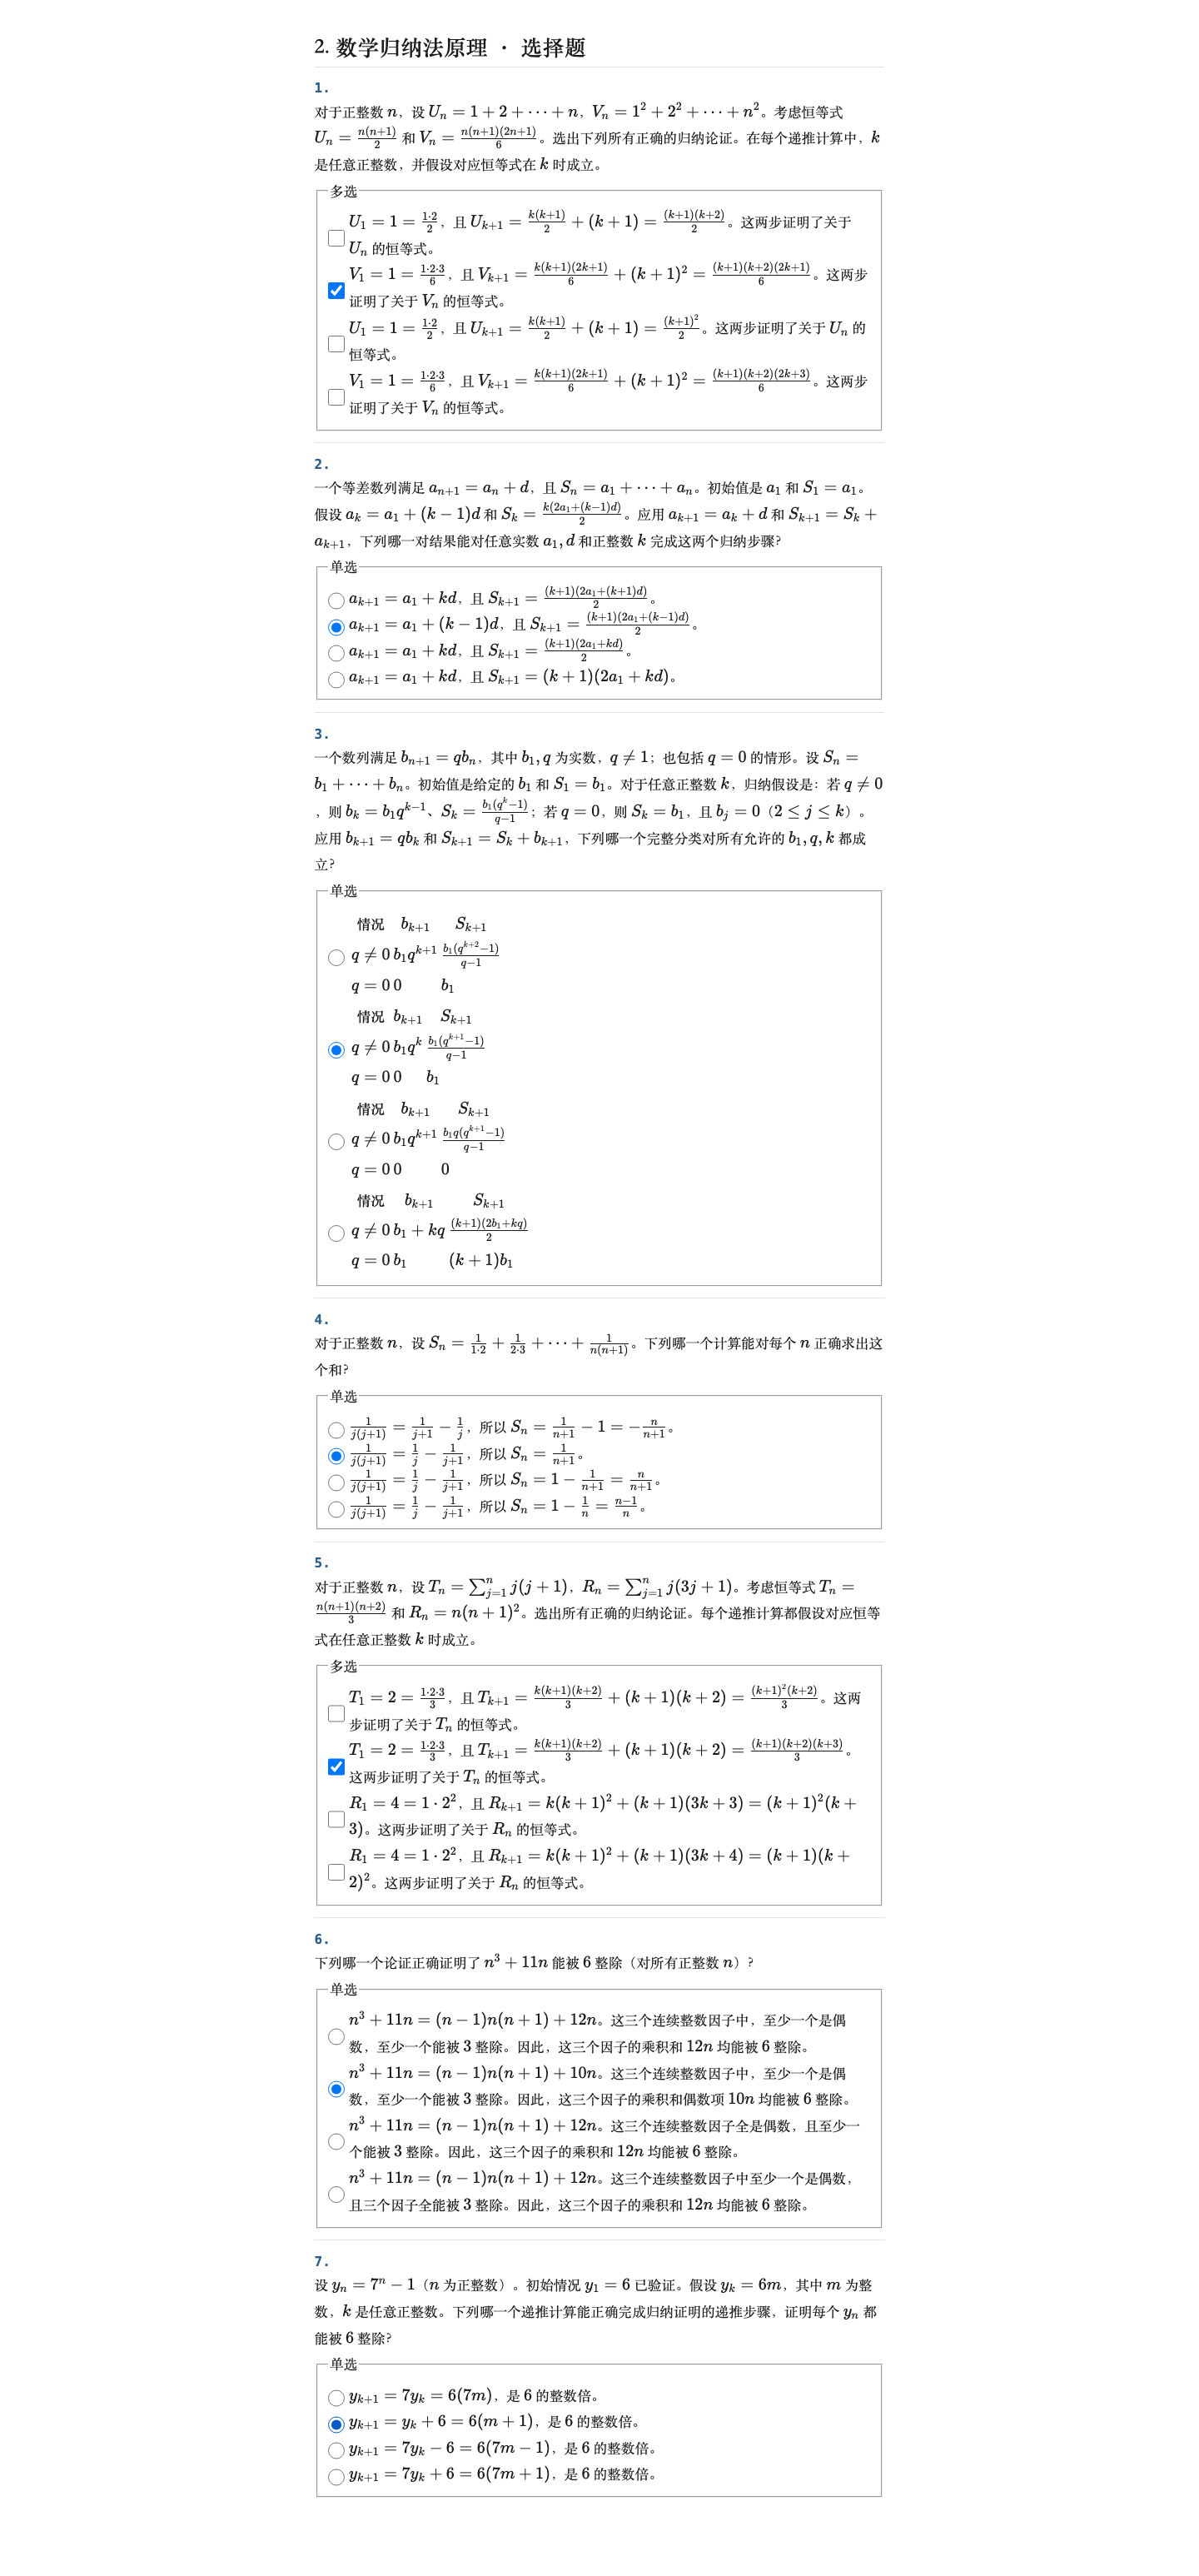 2. 数学归纳法原理 · 选择题
1.
对于正整数 n，设 U_n = 1 + 2 + ⋯ + n，V_n = 1^2 + 2^2 + ⋯ + n^2。考虑恒等式
U_n = \frac{n(n+1)}{2} 和 V_n = \frac{n(n+1)(2n+1)}{6}。选出下列所有正确的归纳论证。在每个递推计算中，k
是任意正整数，并假设对应恒等式在 k 时成立。
多选
U_1 = 1 = \frac{1·2}{2}，且 U_{k+1} = \frac{k(k+1)}{2} + (k + 1) = \frac{(k+1)(k+2)}{2}。这两步证明了关于
U_n 的恒等式。
V_1 = 1 = \frac{1·2·3}{6}，且 V_{k+1} = \frac{k(k+1)(2k+1)}{6} + (k + 1)^2 = \frac{(k+1)(k+2)(2k+1)}{6}。这两步
证明了关于 V_n 的恒等式。
U_1 = 1 = \frac{1·2}{2}，且 U_{k+1} = \frac{k(k+1)}{2} + (k + 1) = \frac{(k+1)^2}{2}。这两步证明了关于 U_n 的
恒等式。
V_1 = 1 = \frac{1·2·3}{6}，且 V_{k+1} = \frac{k(k+1)(2k+1)}{6} + (k + 1)^2 = \frac{(k+1)(k+2)(2k+3)}{6}。这两步
证明了关于 V_n 的恒等式。
2.
一个等差数列满足 a_{n+1} = a_n + d，且 S_n = a_1 + ⋯ + a_n。初始值是 a_1 和 S_1 = a_1。
假设 a_k = a_1 + (k − 1)d 和 S_k = \frac{k(2a_1+(k−1)d)}{2}。应用 a_{k+1} = a_k + d 和 S_{k+1} = S_k +
a_{k+1}，下列哪一对结果能对任意实数 a_1, d 和正整数 k 完成这两个归纳步骤？
单选
a_{k+1} = a_1 + kd，且 S_{k+1} = \frac{(k+1)(2a_1+(k+1)d)}{2}。
a_{k+1} = a_1 + (k − 1)d，且 S_{k+1} = \frac{(k+1)(2a_1+(k−1)d)}{2}。
a_{k+1} = a_1 + kd，且 S_{k+1} = \frac{(k+1)(2a_1+kd)}{2}。
a_{k+1} = a_1 + kd，且 S_{k+1} = (k + 1)(2a_1 + kd)。
3.
一个数列满足 b_{n+1} = qb_n，其中 b_1, q 为实数，q ≠ 1；也包括 q = 0 的情形。设 S_n =
b_1 + ⋯ + b_n。初始值是给定的 b_1 和 S_1 = b_1。对于任意正整数 k，归纳假设是：若 q ≠ 0
，则 b_k = b_1q^{k−1}、S_k = \frac{b_1(q^k−1)}{q−1}；若 q = 0，则 S_k = b_1，且 b_j = 0（2 ≤ j ≤ k）。
应用 b_{k+1} = qb_k 和 S_{k+1} = S_k + b_{k+1}，下列哪一个完整分类对所有允许的 b_1, q, k 都成
立？
单选
情况 b_{k+1} S_{k+1}
q ≠ 0 b_1q^{k+1} \frac{b_1(q^{k+2}−1)}{q−1}
q = 0 0 b_1
情况 b_{k+1} S_{k+1}
q ≠ 0 b_1q^k \frac{b_1(q^{k+1}−1)}{q−1}
q = 0 0 b_1
情况 b_{k+1} S_{k+1}
q ≠ 0 b_1q^{k+1} \frac{b_1q(q^{k+1}−1)}{q−1}
q = 0 0 0
情况 b_{k+1} S_{k+1}
q ≠ 0 b_1 + kq \frac{(k+1)(2b_1+kq)}{2}
q = 0 b_1 (k + 1)b_1
4.
对于正整数 n，设 S_n = \frac{1}{1·2} + \frac{1}{2·3} + ⋯ + \frac{1}{n(n+1)}。下列哪一个计算能对每个 n 正确求出这
个和？
单选
\frac{1}{j(j+1)} = \frac{1}{j+1} − \frac{1}{j}，所以 S_n = \frac{1}{n+1} − 1 = −\frac{n}{n+1}。
\frac{1}{j(j+1)} = \frac{1}{j} − \frac{1}{j+1}，所以 S_n = \frac{1}{n+1}。
\frac{1}{j(j+1)} = \frac{1}{j} − \frac{1}{j+1}，所以 S_n = 1 − \frac{1}{n+1} = \frac{n}{n+1}。
\frac{1}{j(j+1)} = \frac{1}{j} − \frac{1}{j+1}，所以 S_n = 1 − \frac{1}{n} = \frac{n−1}{n}。
5.
对于正整数 n，设 T_n = ∑_{j=1}^n j(j + 1)，R_n = ∑_{j=1}^n j(3j + 1)。考虑恒等式 T_n =
\frac{n(n+1)(n+2)}{3} 和 R_n = n(n + 1)^2。选出所有正确的归纳论证。每个递推计算都假设对应恒等
式在任意正整数 k 时成立。
多选
T_1 = 2 = \frac{1·2·3}{3}，且 T_{k+1} = \frac{k(k+1)(k+2)}{3} + (k + 1)(k + 2) = \frac{(k+1)^2(k+2)}{3}。这两
步证明了关于 T_n 的恒等式。
T_1 = 2 = \frac{1·2·3}{3}，且 T_{k+1} = \frac{k(k+1)(k+2)}{3} + (k + 1)(k + 2) = \frac{(k+1)(k+2)(k+3)}{3}。
这两步证明了关于 T_n 的恒等式。
R_1 = 4 = 1 · 2^2，且 R_{k+1} = k(k + 1)^2 + (k + 1)(3k + 3) = (k + 1)^2(k +
3)。这两步证明了关于 R_n 的恒等式。
R_1 = 4 = 1 · 2^2，且 R_{k+1} = k(k + 1)^2 + (k + 1)(3k + 4) = (k + 1)(k +
2)^2。这两步证明了关于 R_n 的恒等式。
6.
下列哪一个论证正确证明了 n^3 + 11n 能被 6 整除（对所有正整数 n）？
单选
n^3 + 11n = (n − 1)n(n + 1) + 12n。这三个连续整数因子中，至少一个是偶
数，至少一个能被 3 整除。因此，这三个因子的乘积和 12n 均能被 6 整除。
n^3 + 11n = (n − 1)n(n + 1) + 10n。这三个连续整数因子中，至少一个是偶
数，至少一个能被 3 整除。因此，这三个因子的乘积和偶数项 10n 均能被 6 整除。
n^3 + 11n = (n − 1)n(n + 1) + 12n。这三个连续整数因子全是偶数，且至少一
个能被 3 整除。因此，这三个因子的乘积和 12n 均能被 6 整除。
n^3 + 11n = (n − 1)n(n + 1) + 12n。这三个连续整数因子中至少一个是偶数，
且三个因子全能被 3 整除。因此，这三个因子的乘积和 12n 均能被 6 整除。
7.
设 y_n = 7^n − 1（n 为正整数）。初始情况 y_1 = 6 已验证。假设 y_k = 6m，其中 m 为整
数，k 是任意正整数。下列哪一个递推计算能正确完成归纳证明的递推步骤，证明每个 y_n 都
能被 6 整除？
单选
y_{k+1} = 7y_k = 6(7m)，是 6 的整数倍。
y_{k+1} = y_k + 6 = 6(m + 1)，是 6 的整数倍。
y_{k+1} = 7y_k − 6 = 6(7m − 1)，是 6 的整数倍。
y_{k+1} = 7y_k + 6 = 6(7m + 1)，是 6 的整数倍。